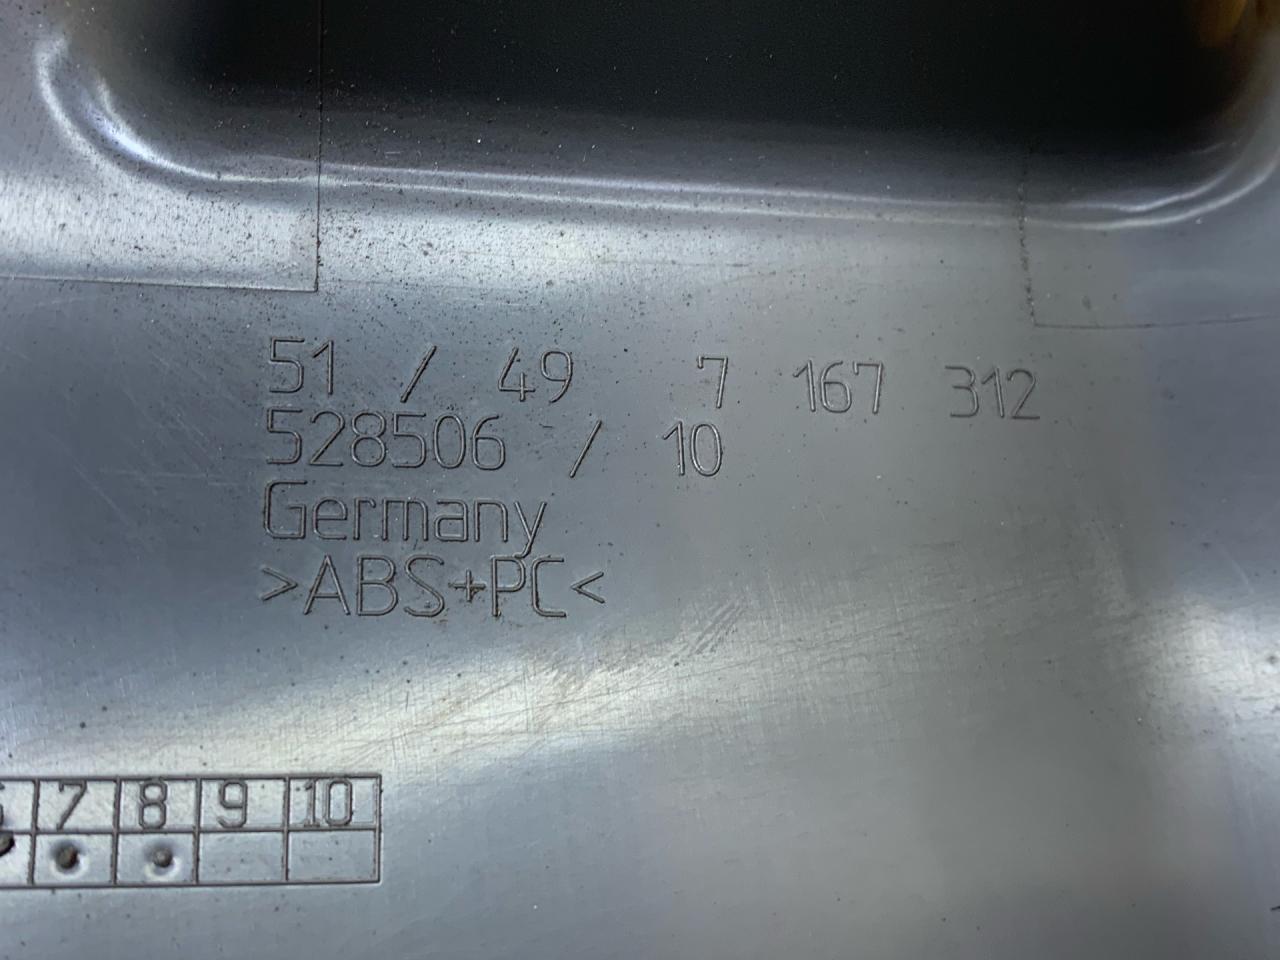 51 / 49 7 167 312
528506 / 10
Germany
>ABS+PC<
7 8 9 10